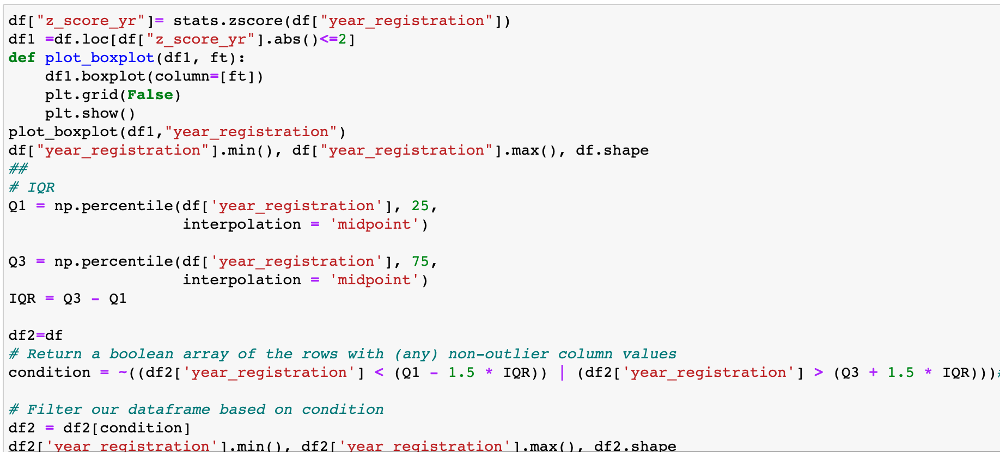 df["z_score_yr"]= stats.zscore(df["year_registration"])
df1 =df.loc[df["z_score_yr"].abs()<=2]
def plot_boxplot(df1, ft):
    df1.boxplot(column=[ft])
    plt.grid(False)
    plt.show()
plot_boxplot(df1,"year_registration")
df["year_registration"].min(), df["year_registration"].max(), df.shape
##
# IQR
Q1 = np.percentile(df['year_registration'], 25,
                   interpolation = 'midpoint')
Q3 = np.percentile(df['year_registration'], 75,
                   interpolation = 'midpoint')
IQR = Q3 - Q1
df2=df
# Return a boolean array of the rows with (any) non-outlier column values
condition = ~((df2['year_registration'] < (Q1 - 1.5 * IQR)) | (df2['year_registration'] > (Q3 + 1.5 * IQR)))#
# Filter our dataframe based on condition
df2 = df2[condition]
df2['year_registration'].min(), df2['year_registration'].max(), df2.shape